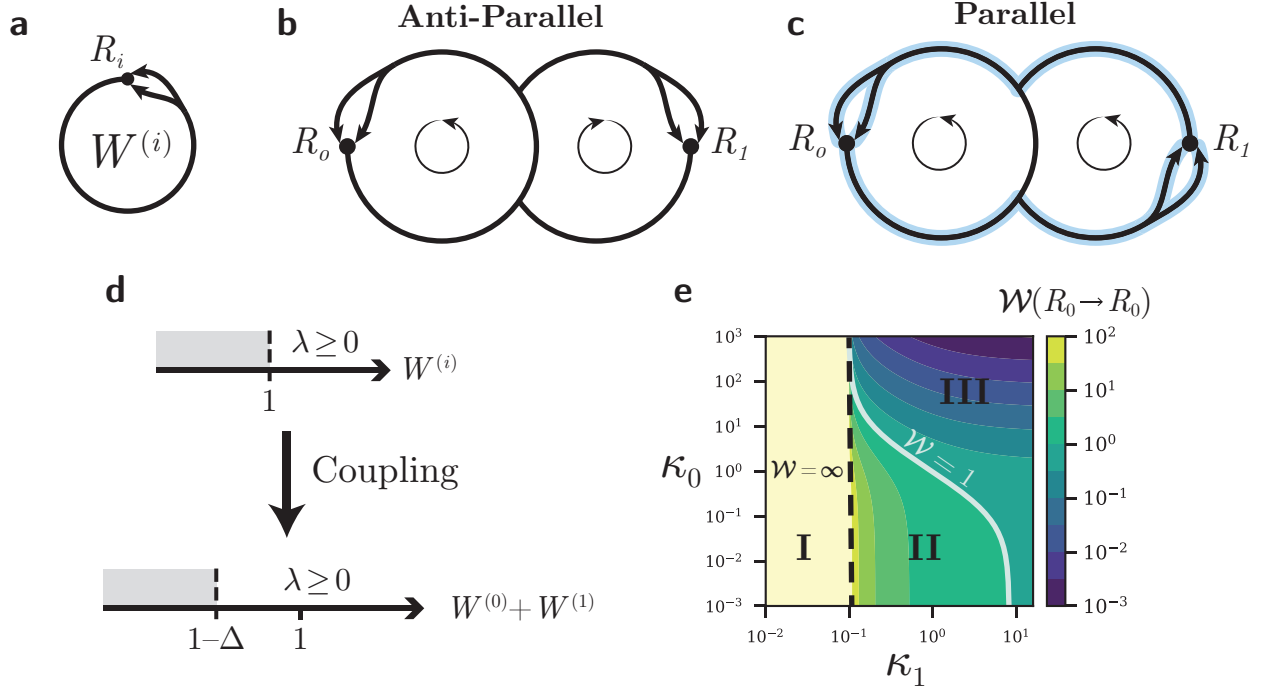 a
R_i
W^(i)
b
Anti-Parallel
R_o
R_1
c
Parallel
R_o
R_1
d
λ ≥ 0
W^(i)
1
Coupling
λ ≥ 0
W^(0) + W^(1)
1−Δ
1
e
𝒲(R_0 → R_0)
10^3
10^2
10^1
10^0
10^-1
10^-2
10^-3
κ_0
10^-2
10^-1
10^0
10^1
κ_1
𝒲 = ∞
I
II
III
𝒲 = 1
10^2
10^1
10^0
10^-1
10^-2
10^-3